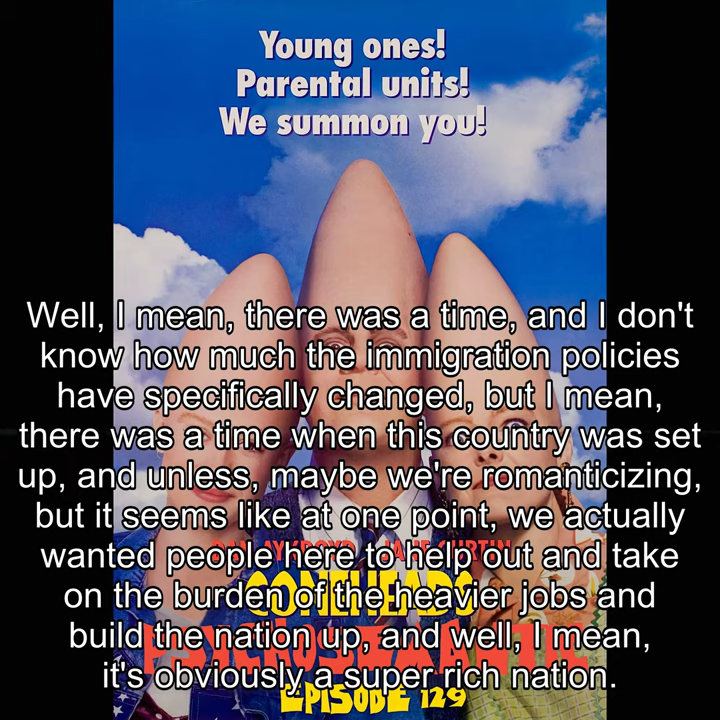 Young ones!
Parental units!
We summon you!
Well, I mean, there was a time, and I don't
know how much the immigration policies
have specifically changed, but I mean,
there was a time when this country was set
up, and unless, maybe we're romanticizing,
but it seems like at one point, we actually
wanted people here to help out and take
on the burden of the heavier jobs and
build the nation up, and well, I mean,
it's obviously a super rich nation.
CONEHEADS
EPISODE 129